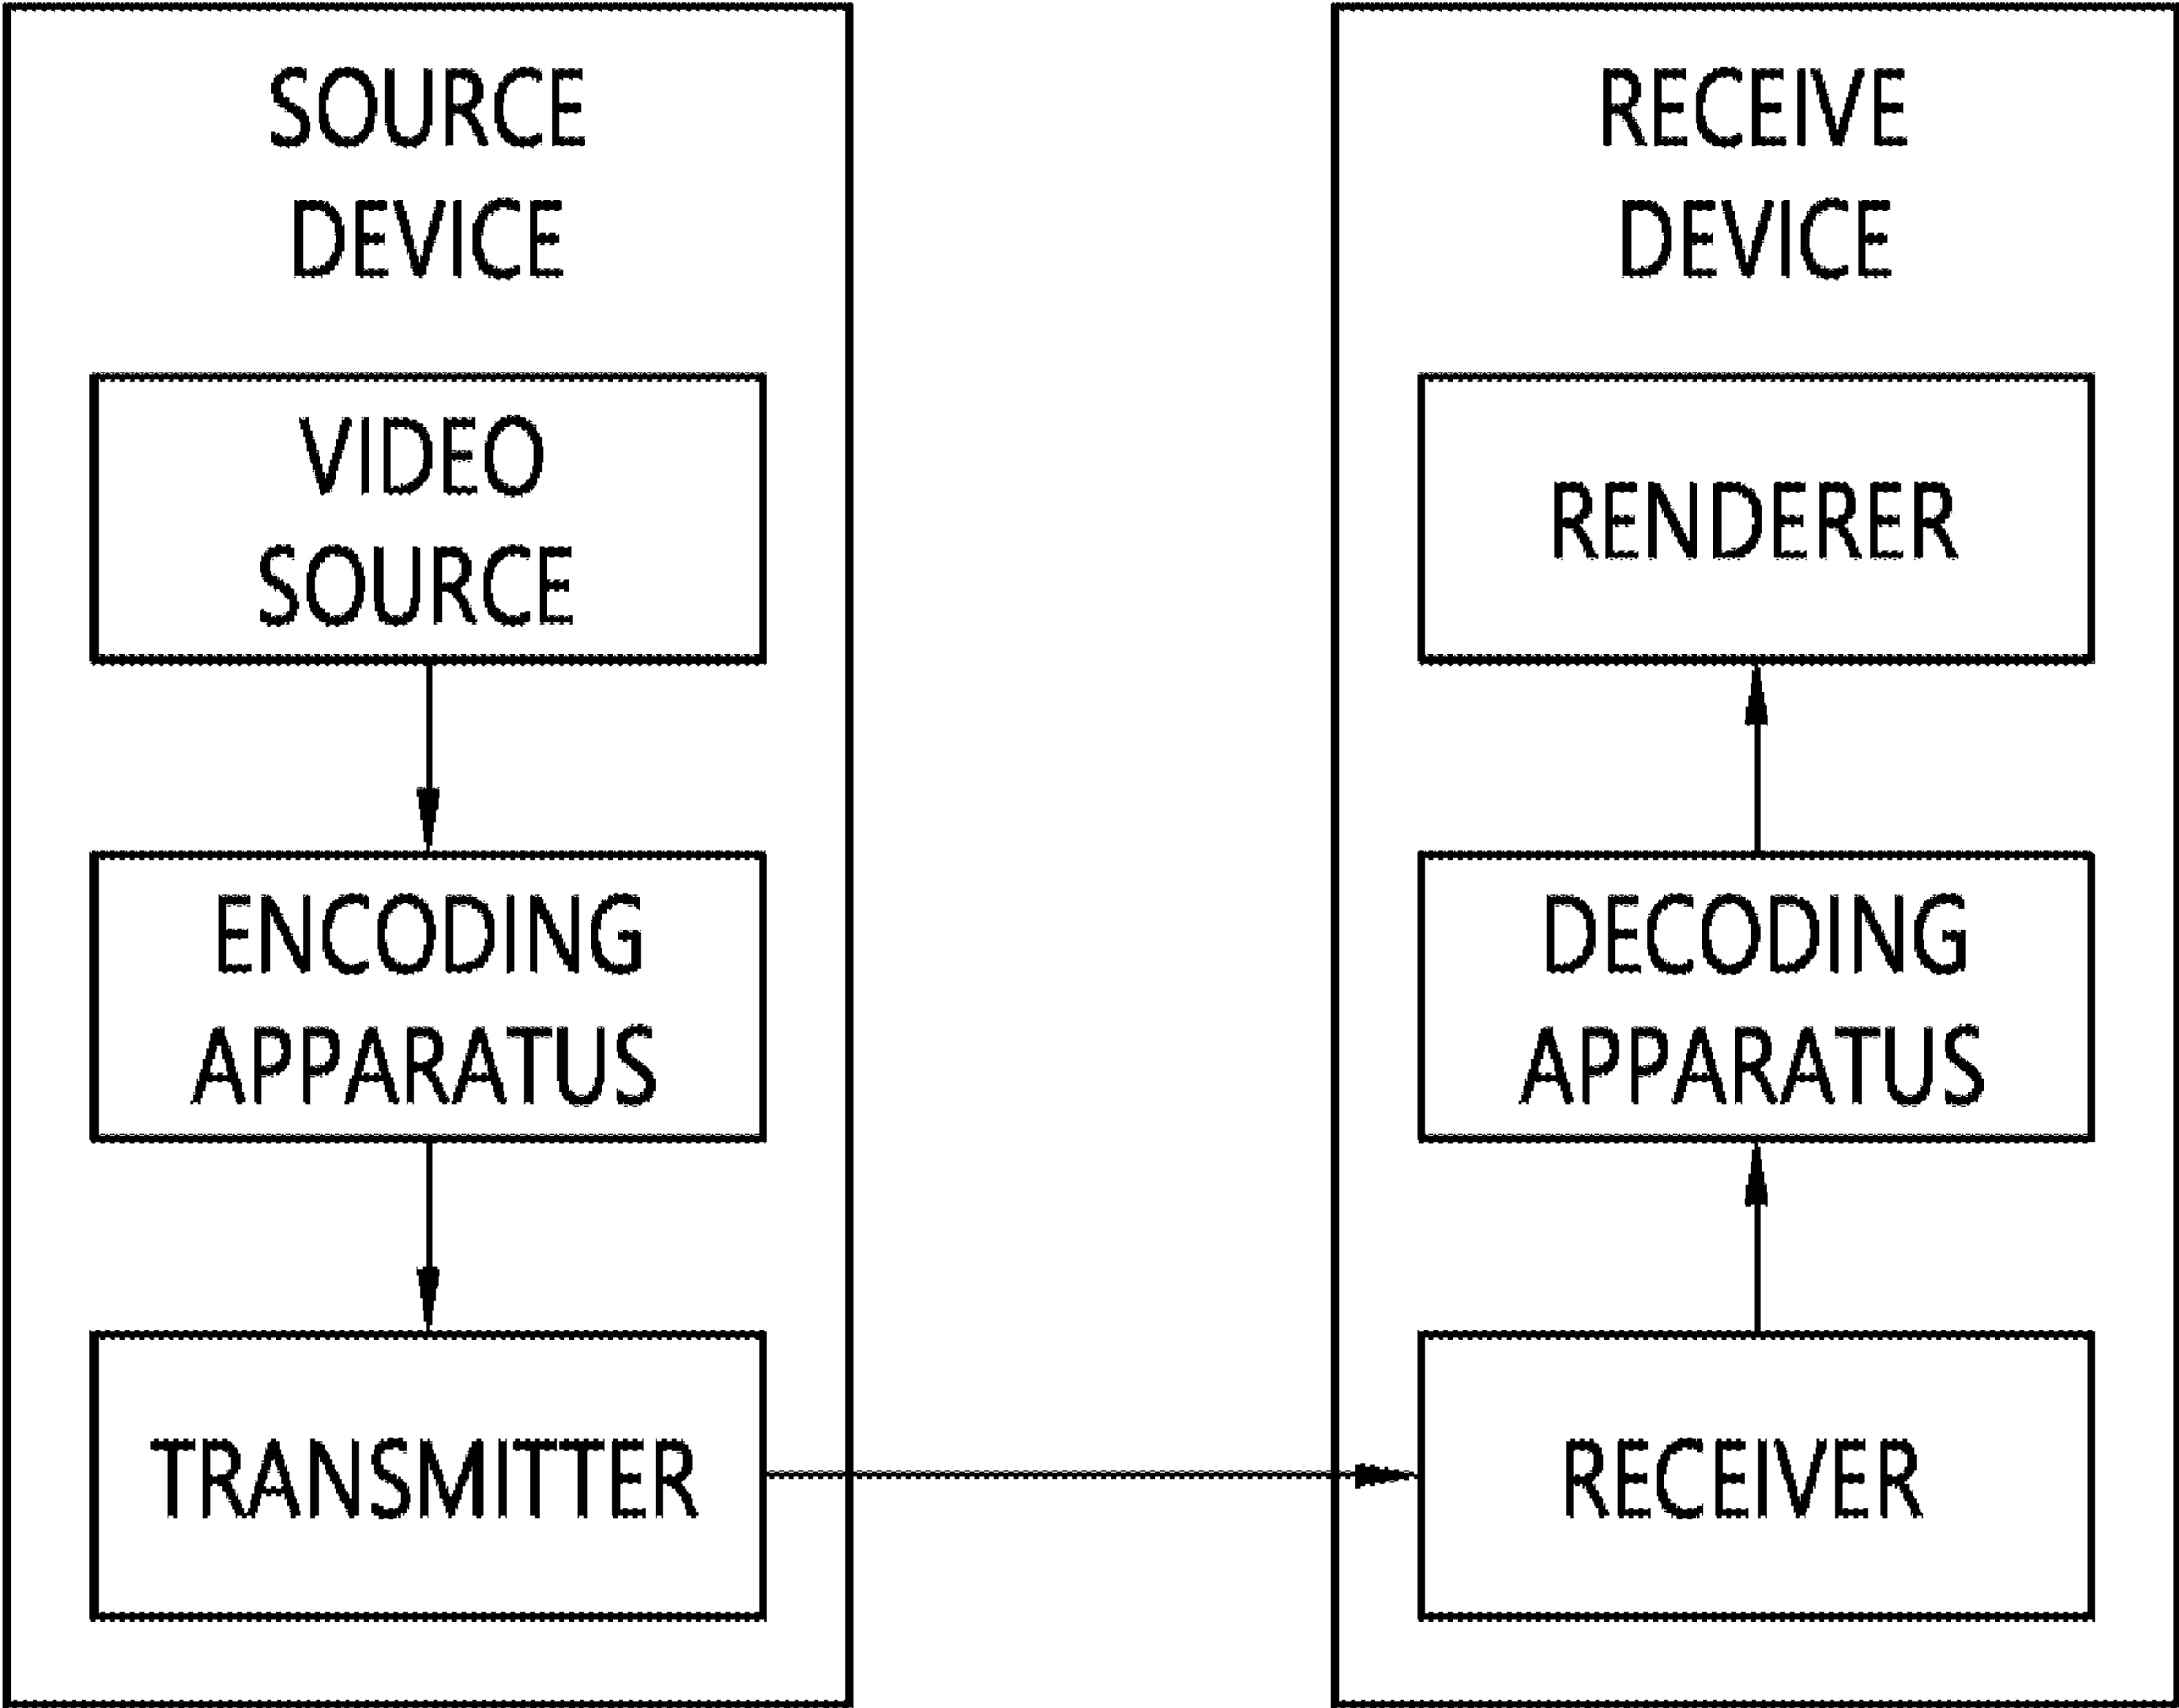 SOURCE
DEVICE
VIDEO
SOURCE
ENCODING
APPARATUS
TRANSMITTER
RECEIVE
DEVICE
RENDERER
DECODING
APPARATUS
RECEIVER